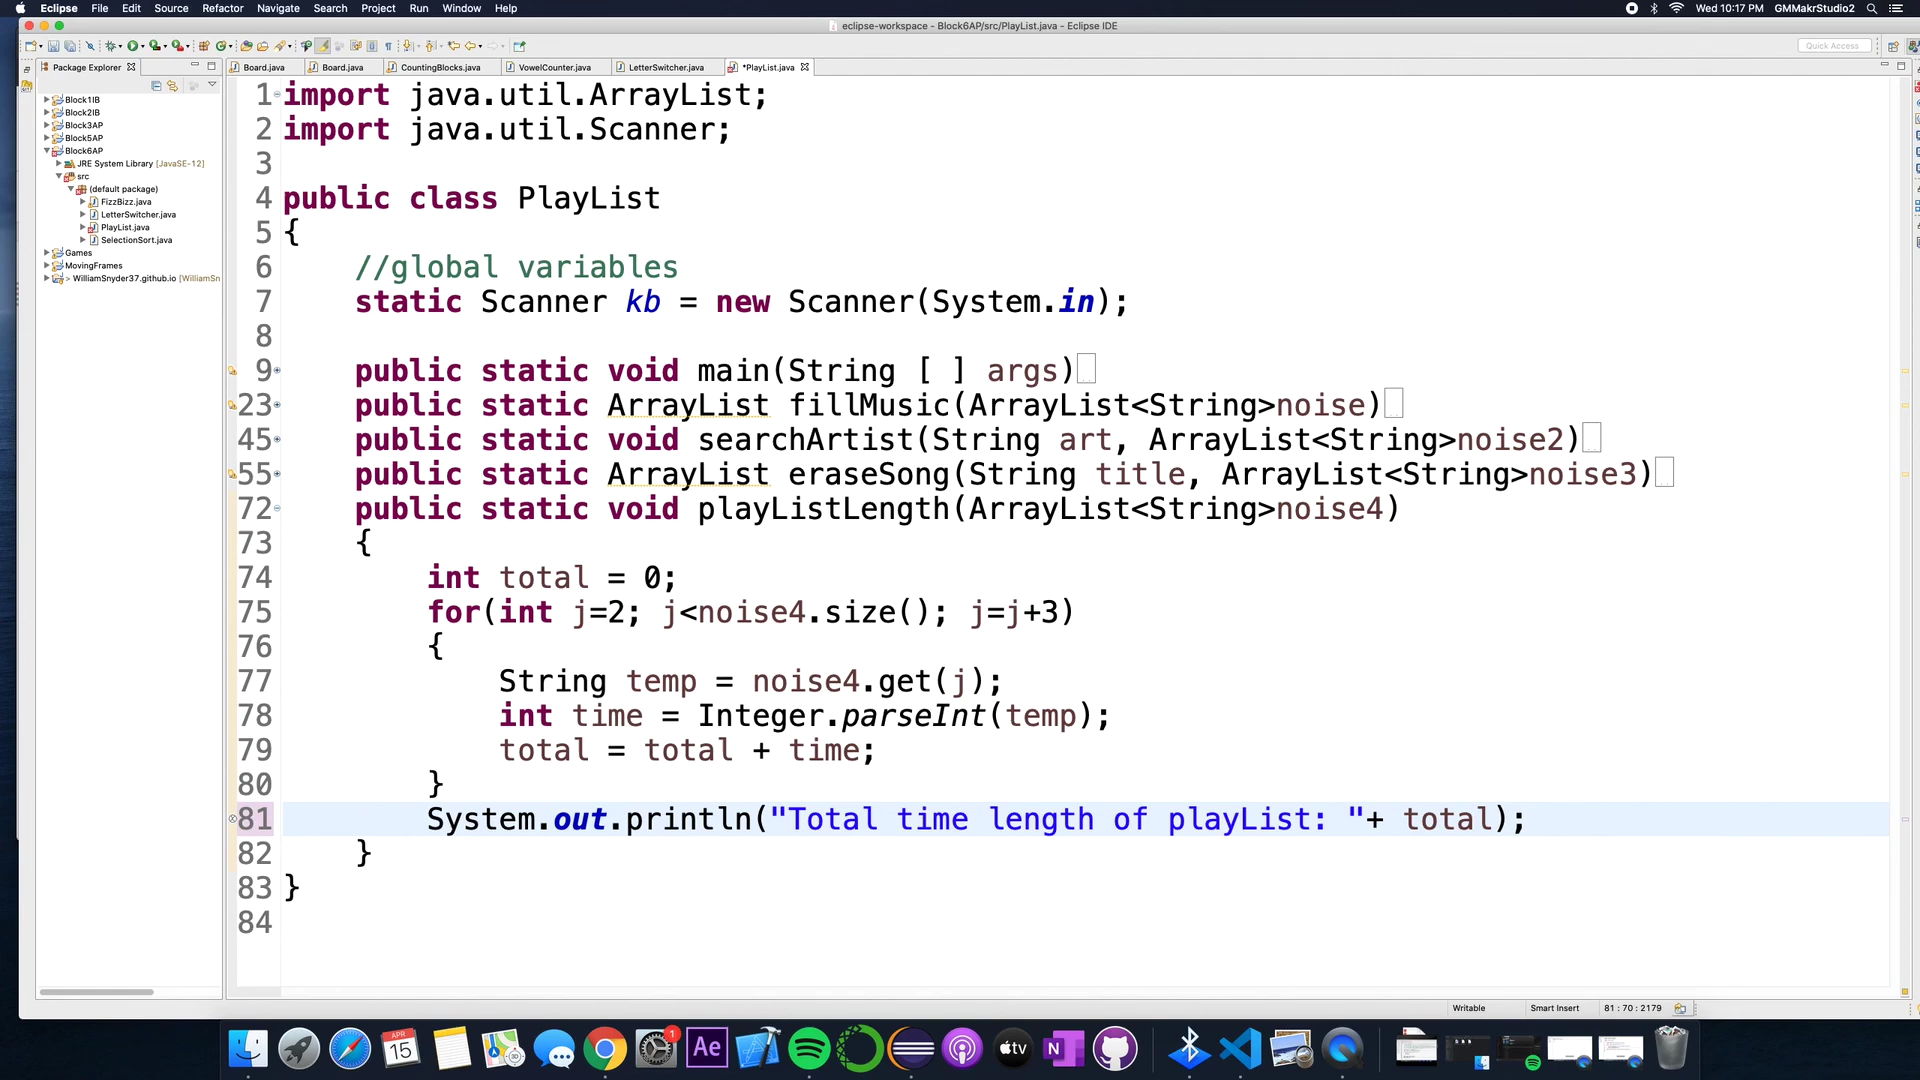 Eclipse File Edit Source Refactor Navigate Search Project Run Window Help
Wed 10:17 PM GMMakrStudio2
eclipse-workspace - Block6AP/src/PlayList.java - Eclipse IDE
Quick Access
Package Explorer
Board.java Board.java CountingBlocks.java VowelCounter.java LetterSwitcher.java *PlayList.java
Block1IB
Block2IB
Block3AP
Block5AP
Block6AP
JRE System Library [JavaSE-12]
src
(default package)
FizzBizz.java
LetterSwitcher.java
PlayList.java
SelectionSort.java
Games
MovingFrames
> WilliamSnyder37.github.io [WilliamSn
1 import java.util.ArrayList;
2 import java.util.Scanner;
3
4 public class PlayList
5 {
6 //global variables
7 static Scanner kb = new Scanner(System.in);
8
9 public static void main(String [ ] args)
23 public static ArrayList fillMusic(ArrayList<String>noise)
45 public static void searchArtist(String art, ArrayList<String>noise2)
55 public static ArrayList eraseSong(String title, ArrayList<String>noise3)
72 public static void playListLength(ArrayList<String>noise4)
73 {
74 int total = 0;
75 for(int j=2; j<noise4.size(); j=j+3)
76 {
77 String temp = noise4.get(j);
78 int time = Integer.parseInt(temp);
79 total = total + time;
80 }
81 System.out.println("Total time length of playList: "+ total);
82 }
83 }
84
Writable Smart Insert 81 : 70 : 2179
APR
15
3D
1
Ae
tv
N